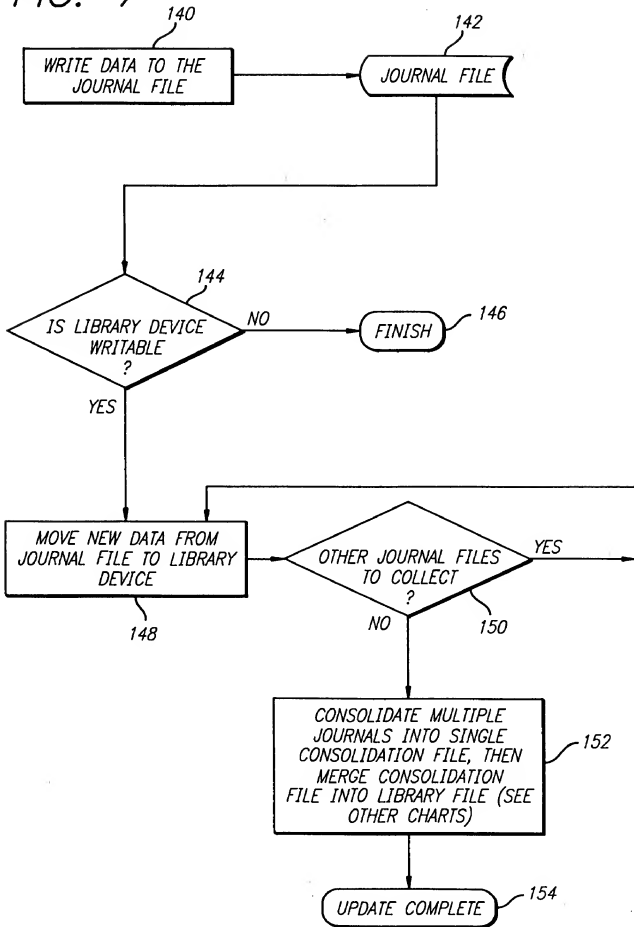 140
142
WRITE DATA TO THE
JOURNAL FILE
JOURNAL FILE
144
IS LIBRARY DEVICE
WRITABLE
?
NO
FINISH
146
YES
MOVE NEW DATA FROM
JOURNAL FILE TO LIBRARY
DEVICE
148
OTHER JOURNAL FILES
TO COLLECT
?
YES
150
NO
CONSOLIDATE MULTIPLE
JOURNALS INTO SINGLE
CONSOLIDATION FILE, THEN
MERGE CONSOLIDATION
FILE INTO LIBRARY FILE (SEE
OTHER CHARTS)
152
UPDATE COMPLETE
154